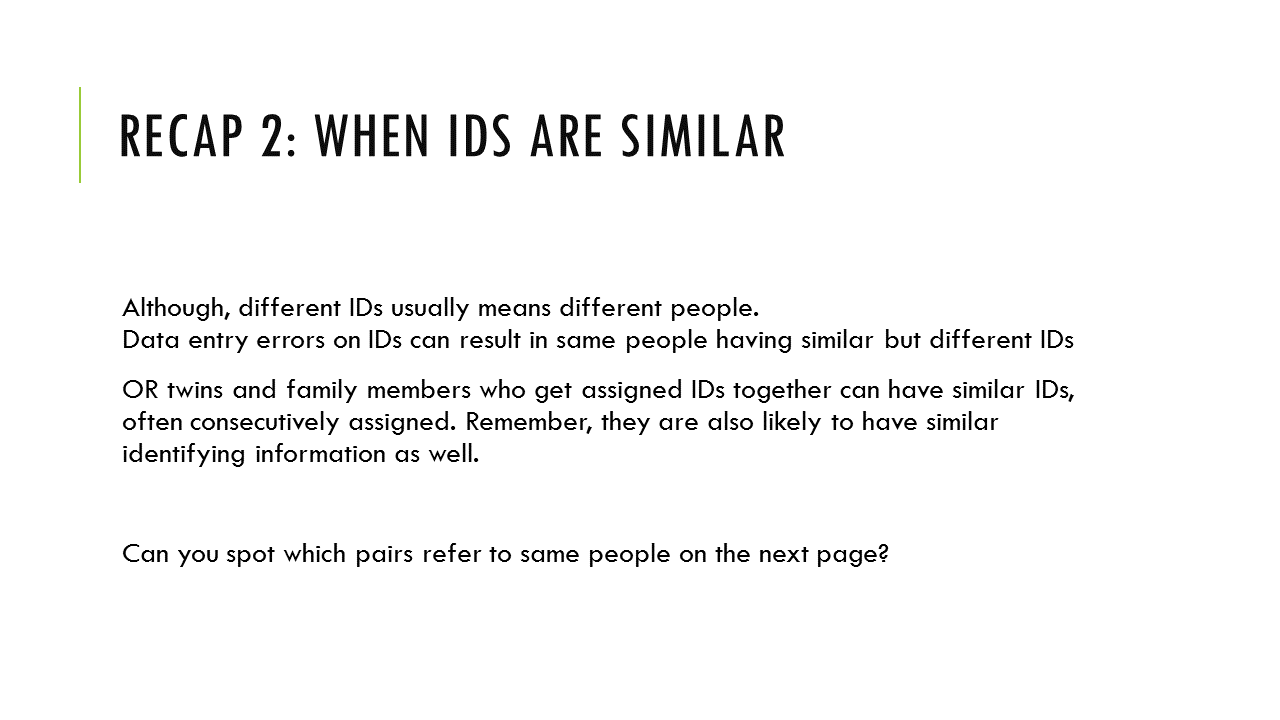 RECAP 2: WHEN IDS ARE SIMILAR
Although, different IDs usually means different people.
Data entry errors on IDs can result in same people having similar but different IDs
OR twins and family members who get assigned IDs together can have similar IDs,
often consecutively assigned. Remember, they are also likely to have similar
identifying information as well.
Can you spot which pairs refer to same people on the next page?